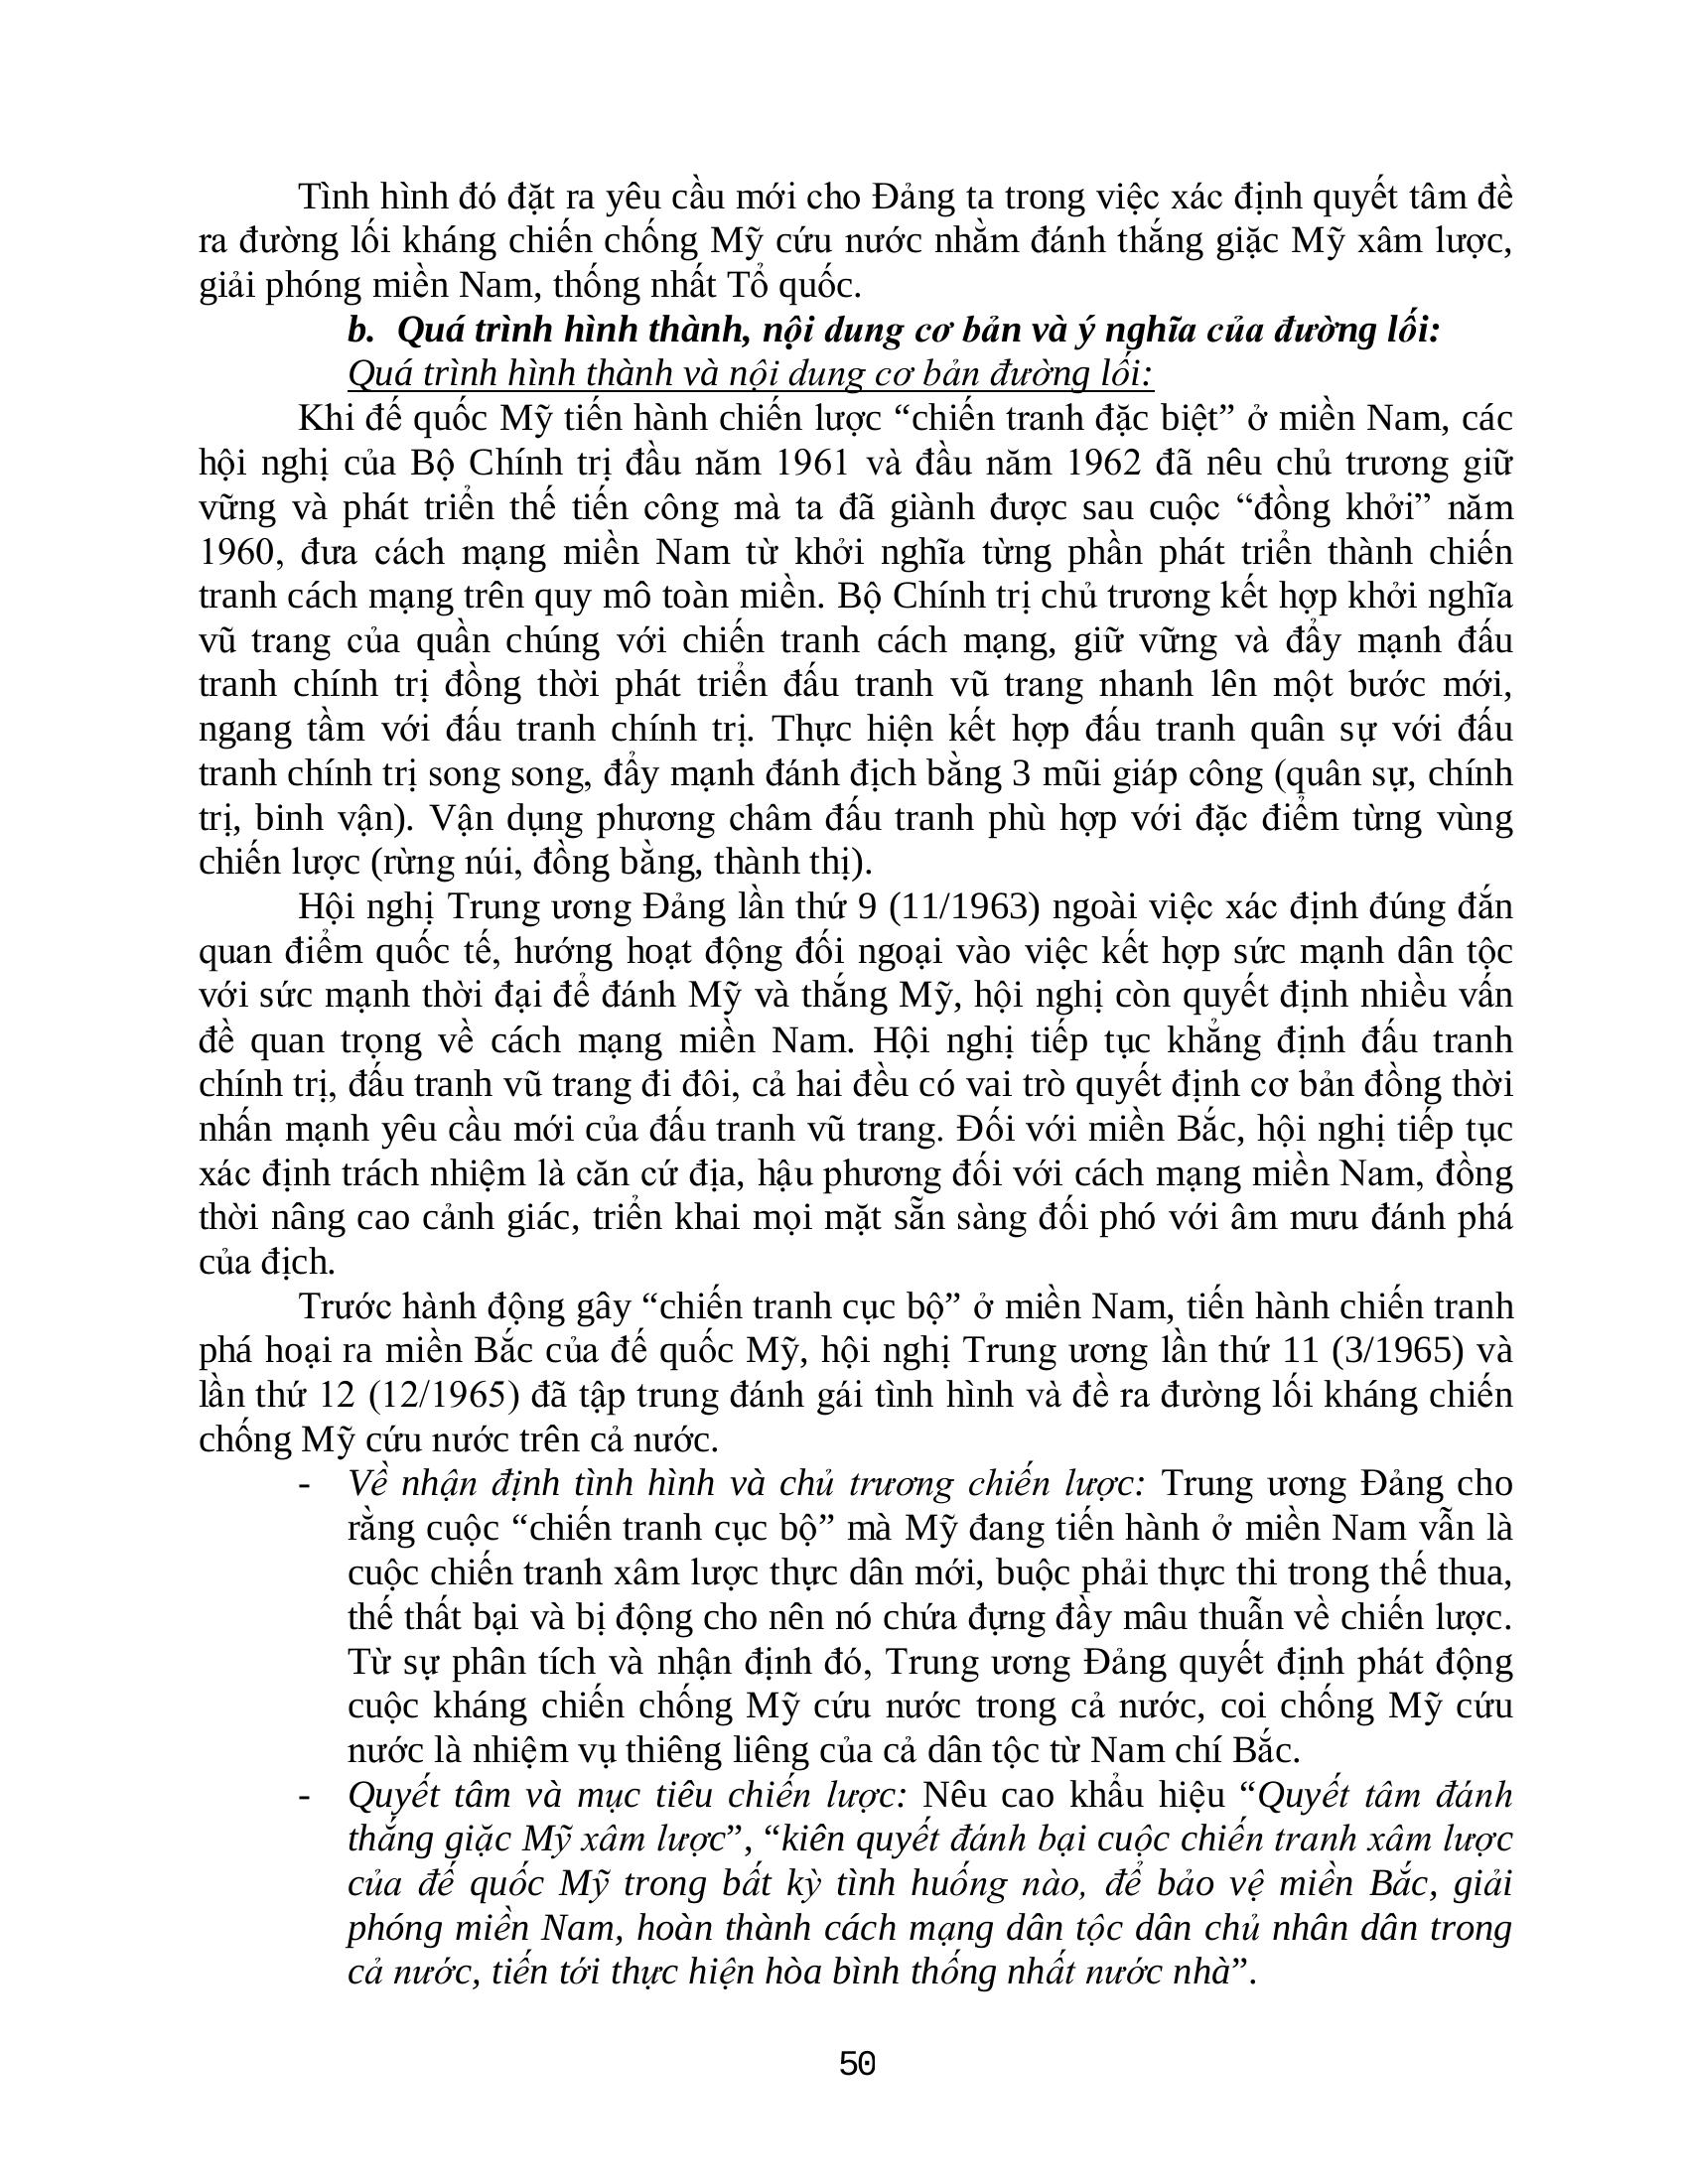 Tình hình đó đặt ra yêu cầu mới cho Đảng ta trong việc xác định quyết tâm đề
ra đường lối kháng chiến chống Mỹ cứu nước nhằm đánh thắng giặc Mỹ xâm lược,
giải phóng miền Nam, thống nhất Tổ quốc.
b. Quá trình hình thành, nội dung cơ bản và ý nghĩa của đường lối:
Quá trình hình thành và nội dung cơ bản đường lối:
Khi đế quốc Mỹ tiến hành chiến lược “chiến tranh đặc biệt” ở miền Nam, các
hội nghị của Bộ Chính trị đầu năm 1961 và đầu năm 1962 đã nêu chủ trương giữ
vững và phát triển thế tiến công mà ta đã giành được sau cuộc “đồng khởi” năm
1960, đưa cách mạng miền Nam từ khởi nghĩa từng phần phát triển thành chiến
tranh cách mạng trên quy mô toàn miền. Bộ Chính trị chủ trương kết hợp khởi nghĩa
vũ trang của quần chúng với chiến tranh cách mạng, giữ vững và đẩy mạnh đấu
tranh chính trị đồng thời phát triển đấu tranh vũ trang nhanh lên một bước mới,
ngang tầm với đấu tranh chính trị. Thực hiện kết hợp đấu tranh quân sự với đấu
tranh chính trị song song, đẩy mạnh đánh địch bằng 3 mũi giáp công (quân sự, chính
trị, binh vận). Vận dụng phương châm đấu tranh phù hợp với đặc điểm từng vùng
chiến lược (rừng núi, đồng bằng, thành thị).
Hội nghị Trung ương Đảng lần thứ 9 (11/1963) ngoài việc xác định đúng đắn
quan điểm quốc tế, hướng hoạt động đối ngoại vào việc kết hợp sức mạnh dân tộc
với sức mạnh thời đại để đánh Mỹ và thắng Mỹ, hội nghị còn quyết định nhiều vấn
đề quan trọng về cách mạng miền Nam. Hội nghị tiếp tục khẳng định đấu tranh
chính trị, đấu tranh vũ trang đi đôi, cả hai đều có vai trò quyết định cơ bản đồng thời
nhấn mạnh yêu cầu mới của đấu tranh vũ trang. Đối với miền Bắc, hội nghị tiếp tục
xác định trách nhiệm là căn cứ địa, hậu phương đối với cách mạng miền Nam, đồng
thời nâng cao cảnh giác, triển khai mọi mặt sẵn sàng đối phó với âm mưu đánh phá
của địch.
Trước hành động gây “chiến tranh cục bộ” ở miền Nam, tiến hành chiến tranh
phá hoại ra miền Bắc của đế quốc Mỹ, hội nghị Trung ương lần thứ 11 (3/1965) và
lần thứ 12 (12/1965) đã tập trung đánh gái tình hình và đề ra đường lối kháng chiến
chống Mỹ cứu nước trên cả nước.
- Về nhận định tình hình và chủ trương chiến lược: Trung ương Đảng cho
rằng cuộc “chiến tranh cục bộ” mà Mỹ đang tiến hành ở miền Nam vẫn là
cuộc chiến tranh xâm lược thực dân mới, buộc phải thực thi trong thế thua,
thế thất bại và bị động cho nên nó chứa đựng đầy mâu thuẫn về chiến lược.
Từ sự phân tích và nhận định đó, Trung ương Đảng quyết định phát động
cuộc kháng chiến chống Mỹ cứu nước trong cả nước, coi chống Mỹ cứu
nước là nhiệm vụ thiêng liêng của cả dân tộc từ Nam chí Bắc.
- Quyết tâm và mục tiêu chiến lược: Nêu cao khẩu hiệu “Quyết tâm đánh
thắng giặc Mỹ xâm lược”, “kiên quyết đánh bại cuộc chiến tranh xâm lược
của đế quốc Mỹ trong bất kỳ tình huống nào, để bảo vệ miền Bắc, giải
phóng miền Nam, hoàn thành cách mạng dân tộc dân chủ nhân dân trong
cả nước, tiến tới thực hiện hòa bình thống nhất nước nhà”.
50